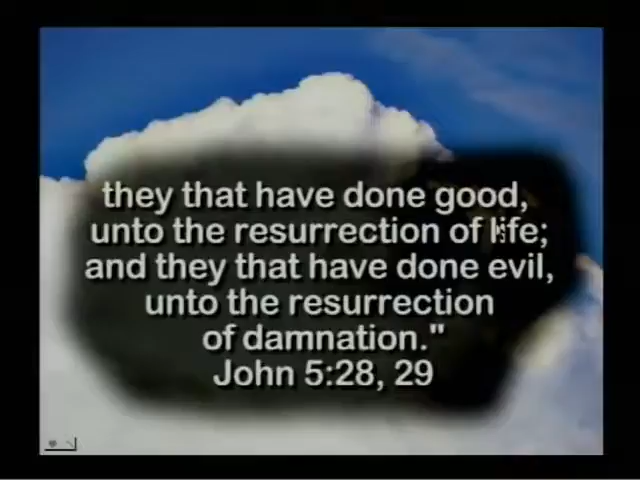 they that have done good,
unto the resurrection of life;
and they that have done evil,
unto the resurrection
of damnation."
John 5:28, 29